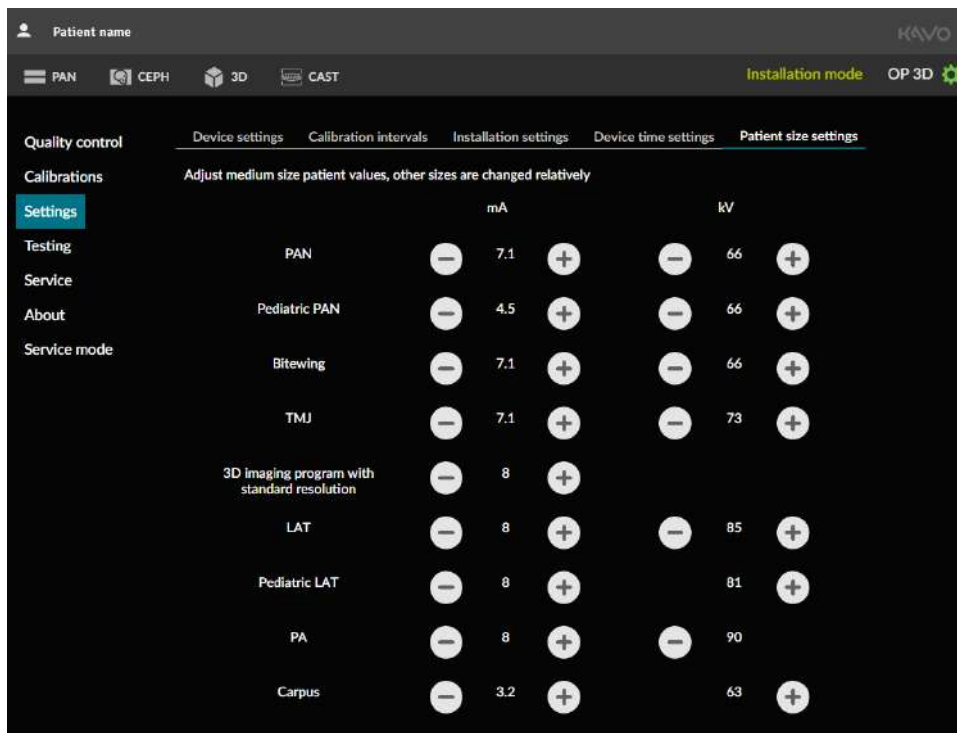 Patient name
KAVO
PAN CEPH 3D CAST Installation mode OP 3D
Quality control
Calibrations
Settings
Testing
Service
About
Service mode
Device settings Calibration intervals Installation settings Device time settings Patient size settings
Adjust medium size patient values, other sizes are changed relatively
mA kV
PAN 7.1 66
Pediatric PAN 4.5 66
Bitewing 7.1 66
TMJ 7.1 73
3D imaging program with
standard resolution 8
LAT 8 85
Pediatric LAT 8 81
PA 8 90
Carpus 3.2 63